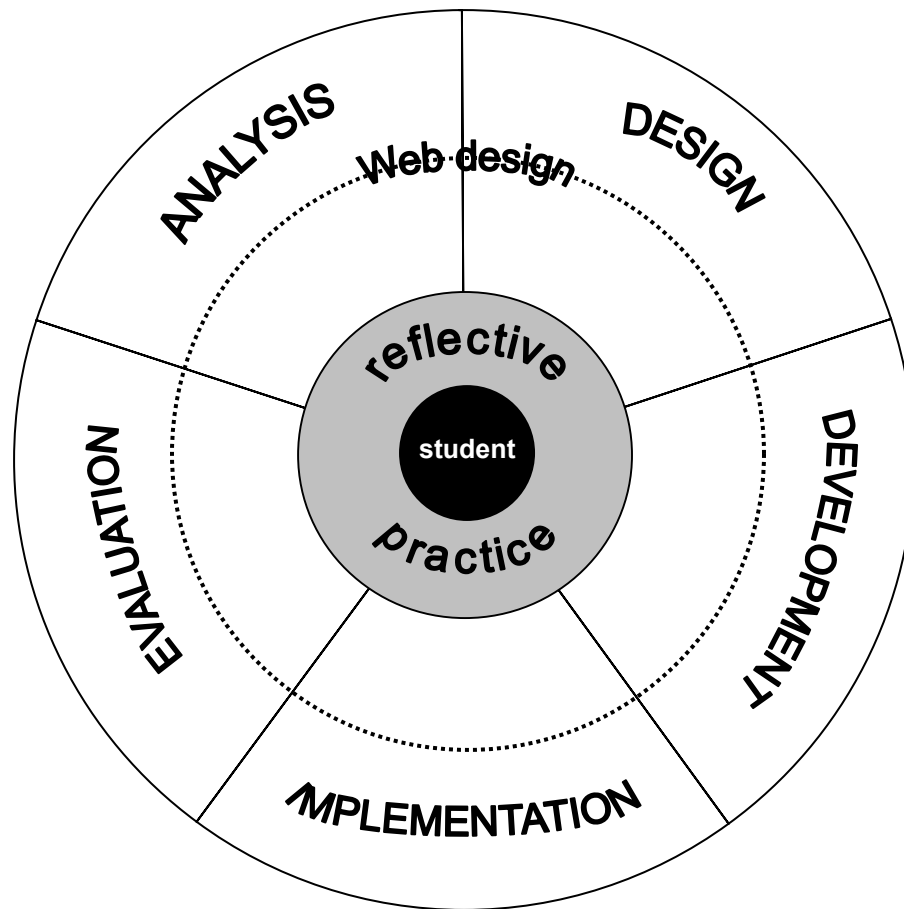 ANALYSIS
DESIGN
Web design
reflective
student
practice
EVALUATION
DEVELOPMENT
IMPLEMENTATION